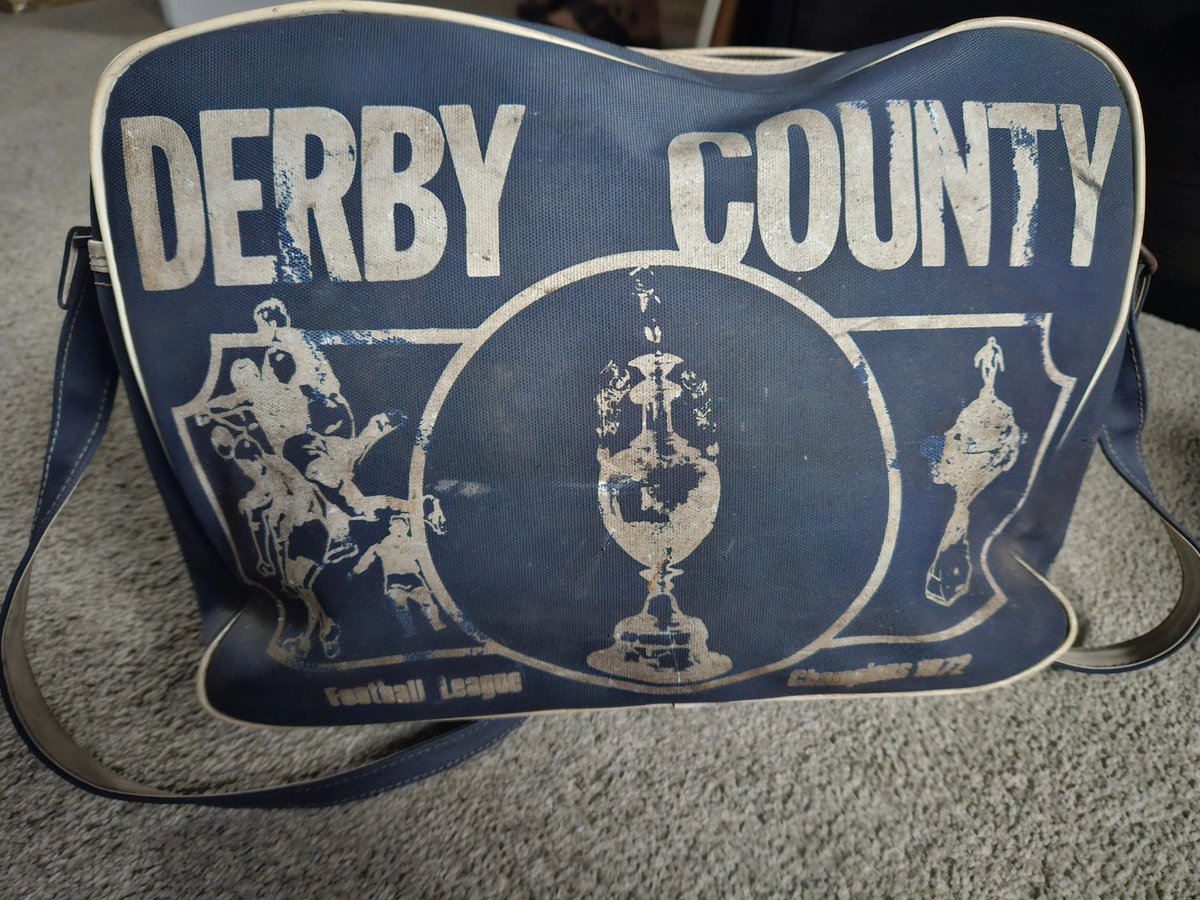 DERBY COUNTY
Football League Champions 1972